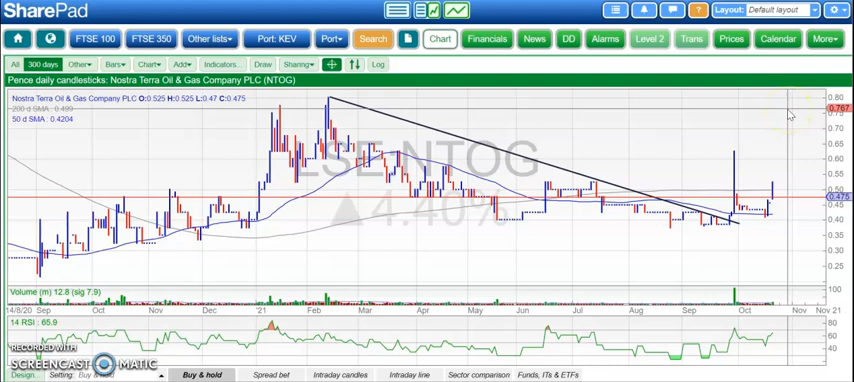 SharePad
Layout: Default layout
FTSE 100 FTSE 350 Other lists Port: KEV Port Search Chart Financials News DD Alarms Level 2 Trans Prices Calendar More
All 300 days Other Bars Chart Add Indicators... Draw Sharing Log
Pence daily candlesticks: Nostra Terra Oil & Gas Company PLC (NTOG)
Nostra Terra Oil & Gas Company PLC O:0.525 H:0.525 L:0.47 C:0.475
200 d SMA: 0.499
50 d SMA: 0.4204
LSE NTOG
4.40%
0.80
0.767
0.75
0.70
0.65
0.60
0.55
0.50
0.475
0.45
0.40
0.35
0.30
0.25
Volume (m) 12.8 (sig 7.9)
100
0
14/8/20 Sep Oct Nov Dec '21 Feb Mar Apr May Jun Jul Aug Sep Oct Nov Nov 21
14 RSI: 65.9
80
60
40
RECORDED WITH
SCREENCAST MATIC
Design... Setting: Buy & hold Buy & hold Spread bet Intraday candles Intraday line Sector comparison Funds, ITs & ETFs